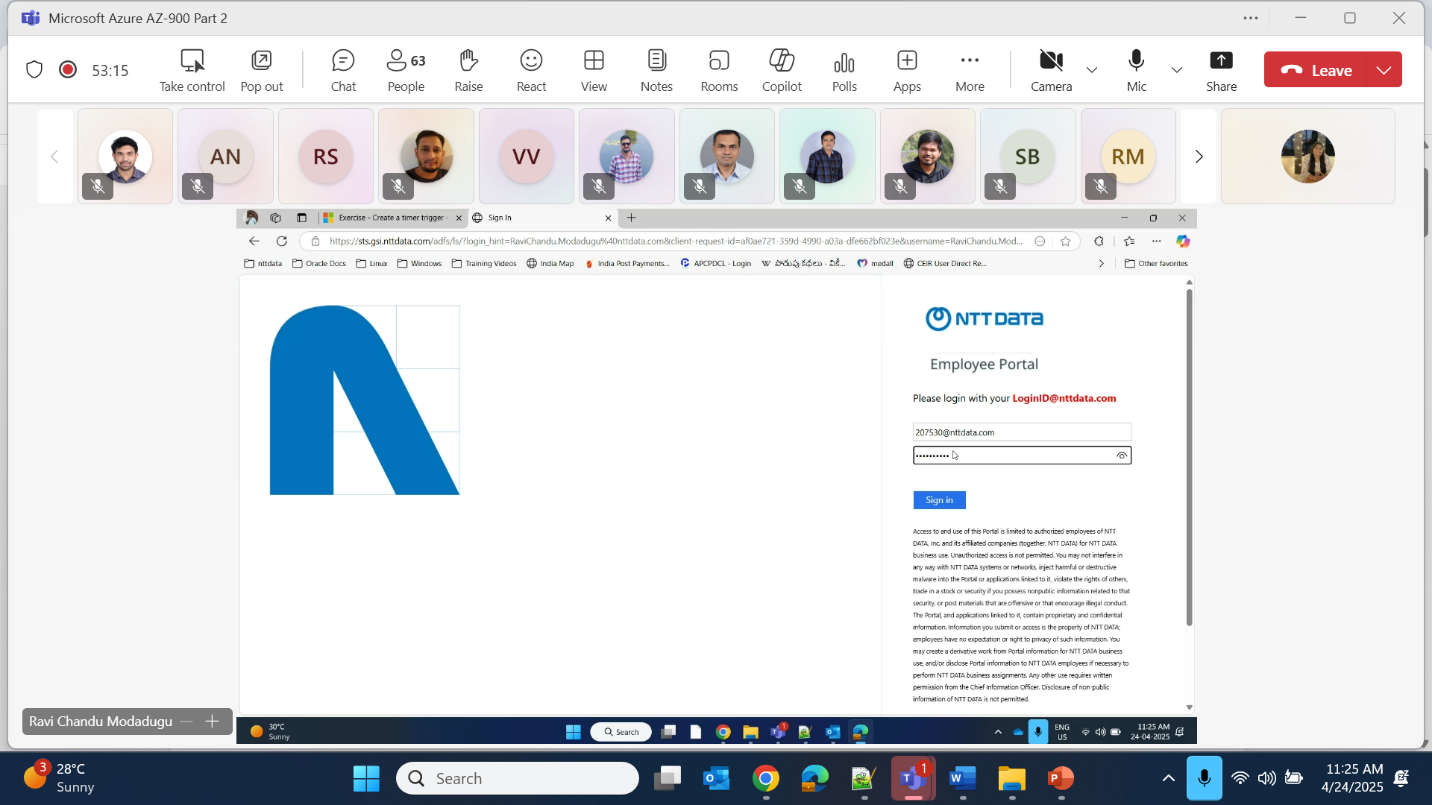 Microsoft Azure AZ-900 Part 2
53:15
Take control
Pop out
Chat
63
People
Raise
React
View
Notes
Rooms
Copilot
Polls
Apps
More
Camera
Mic
Share
Leave
AN
RS
VV
SB
RM
Exercise - Create a timer trigger -
Sign In
https://sts.gsi.nttdata.com/adfs/ls/?login_hint=RaviChandu.Modadugu%40nttdata.com&client-request-id=af0ae721-359d-4990-a03a-dfe662bf023e&username=RaviChandu.Mod...
nttdata
Oracle Docs
Linux
Windows
Training Videos
India Map
India Post Payments...
APCPDCL - Login
W పొడుపు కథలు - వికీ...
medall
CEIR User Direct Re...
Other favorites
NTT DATA
Employee Portal
Please login with your LoginID@nttdata.com
207530@nttdata.com
••••••••••
Sign in
Access to and use of this Portal is limited to authorized employees of NTT
DATA, Inc. and its affiliated companies (together, NTT DATA) for NTT DATA
business use. Unauthorized access is not permitted. You may not interfere in
any way with NTT DATA systems or networks, inject harmful or destructive
malware into the Portal or applications linked to it, violate the rights of others,
trade in a stock or security if you possess nonpublic information related to that
security, or post materials that are offensive or that encourage illegal conduct.
The Portal, and applications linked to it, contain proprietary and confidential
information. Information you submit or access is the property of NTT DATA;
employees have no expectation or right to privacy of such information. You
may create a derivative work from Portal information for NTT DATA business
use, and/or disclose Portal information to NTT DATA employees if necessary to
perform NTT DATA business assignments. Any other use requires written
permission from the Chief Information Officer. Disclosure of non-public
information of NTT DATA is not permitted.
Ravi Chandu Modadugu
30°C
Sunny
Search
1
ENG
US
11:25 AM
24-04-2025
3
28°C
Sunny
Search
1
11:25 AM
4/24/2025